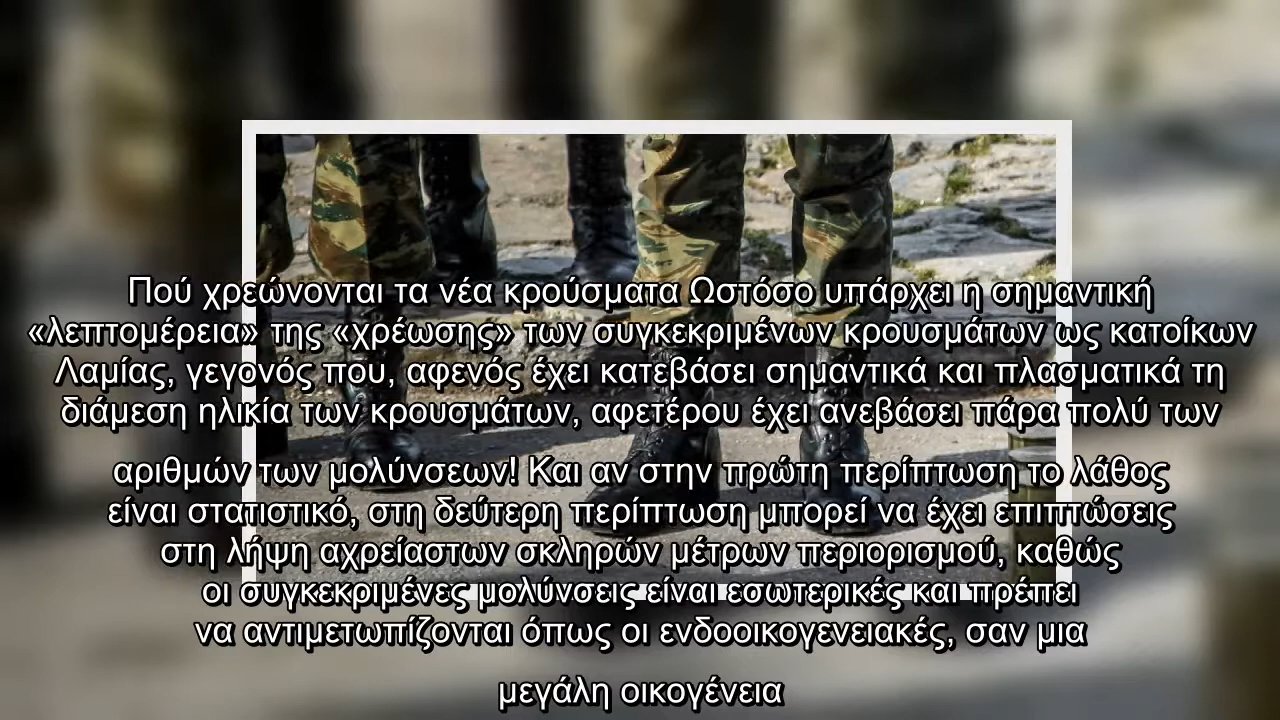 Πού χρεώνονται τα νέα κρούσματα Ωστόσο υπάρχει η σημαντική
«λεπτομέρεια» της «χρέωσης» των συγκεκριμένων κρουσμάτων ως κατοίκων
Λαμίας, γεγονός που, αφενός έχει κατεβάσει σημαντικά και πλασματικά τη
διάμεση ηλικία των κρουσμάτων, αφετέρου έχει ανεβάσει πάρα πολύ των
αριθμών των μολύνσεων! Και αν στην πρώτη περίπτωση το λάθος
είναι στατιστικό, στη δεύτερη περίπτωση μπορεί να έχει επιπτώσεις
στη λήψη αχρείαστων σκληρών μέτρων περιορισμού, καθώς
οι συγκεκριμένες μολύνσεις είναι εσωτερικές και πρέπει
να αντιμετωπίζονται όπως οι ενδοοικογενειακές, σαν μια
μεγάλη οικογένεια